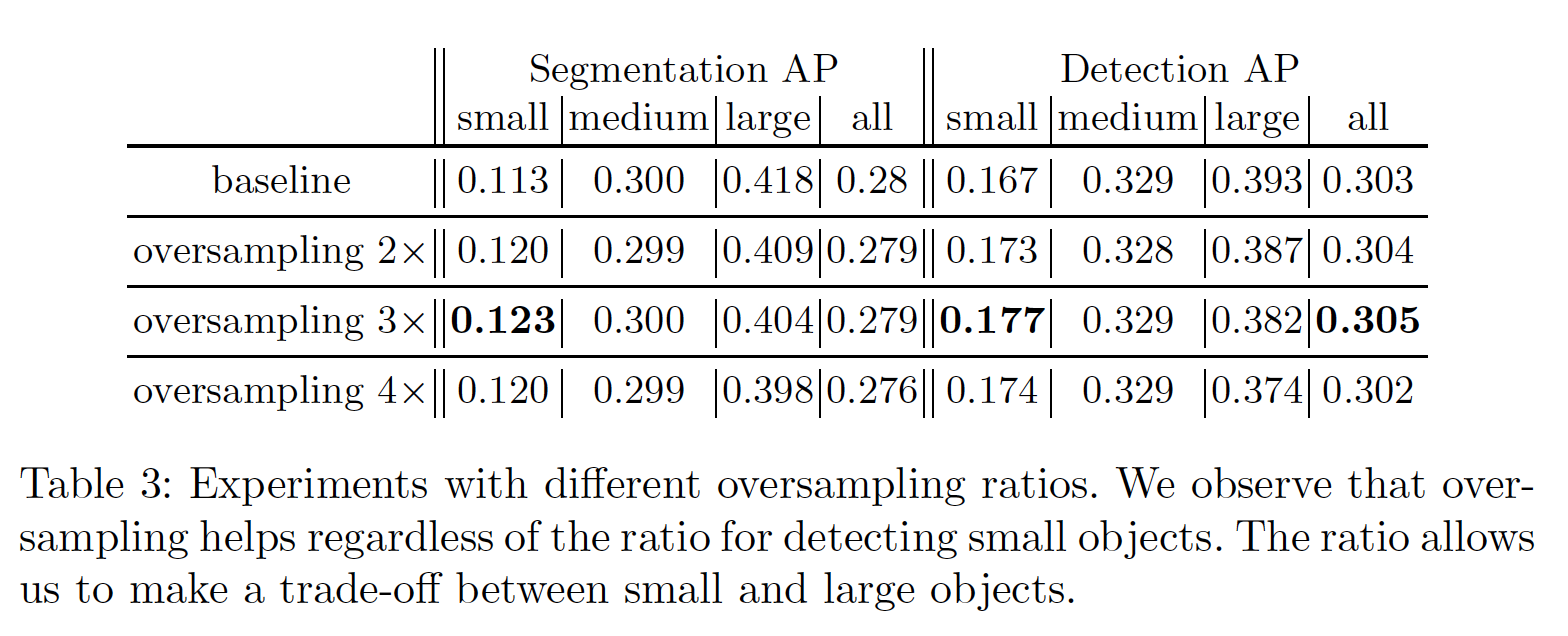 Segmentation AP Detection AP
small medium large all small medium large all
baseline 0.113 0.300 0.418 0.28 0.167 0.329 0.393 0.303
oversampling 2× 0.120 0.299 0.409 0.279 0.173 0.328 0.387 0.304
oversampling 3× 0.123 0.300 0.404 0.279 0.177 0.329 0.382 0.305
oversampling 4× 0.120 0.299 0.398 0.276 0.174 0.329 0.374 0.302
Table 3: Experiments with different oversampling ratios. We observe that over-
sampling helps regardless of the ratio for detecting small objects. The ratio allows
us to make a trade-off between small and large objects.